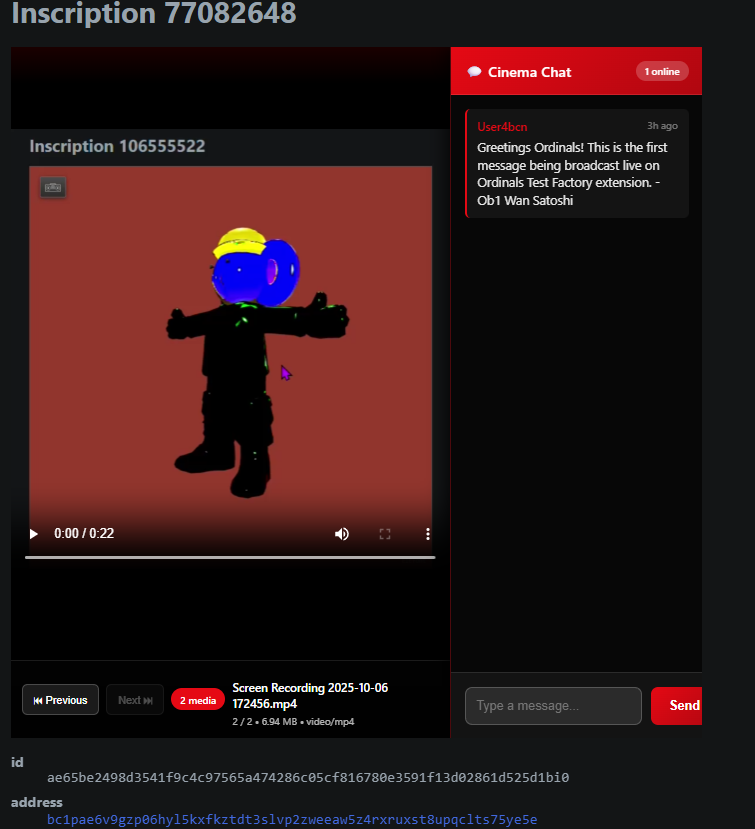 Inscription 77082648
Inscription 106555522
0:00 / 0:22
⏮ Previous
Next ⏭
2 media
Screen Recording 2025-10-06
172456.mp4
2 / 2 • 6.94 MB • video/mp4
Cinema Chat
1 online
User4bcn
3h ago
Greetings Ordinals! This is the first
message being broadcast live on
Ordinals Test Factory extension. -
Ob1 Wan Satoshi
Type a message...
Send
id
ae65be2498d3541f9c4c97565a474286c05cf816780e3591f13d02861d525d1bi0
address
bc1pae6v9gzp06hyl5kxfkztdt3slvp2zweeaw5z4rxruxst8upqclts75ye5e